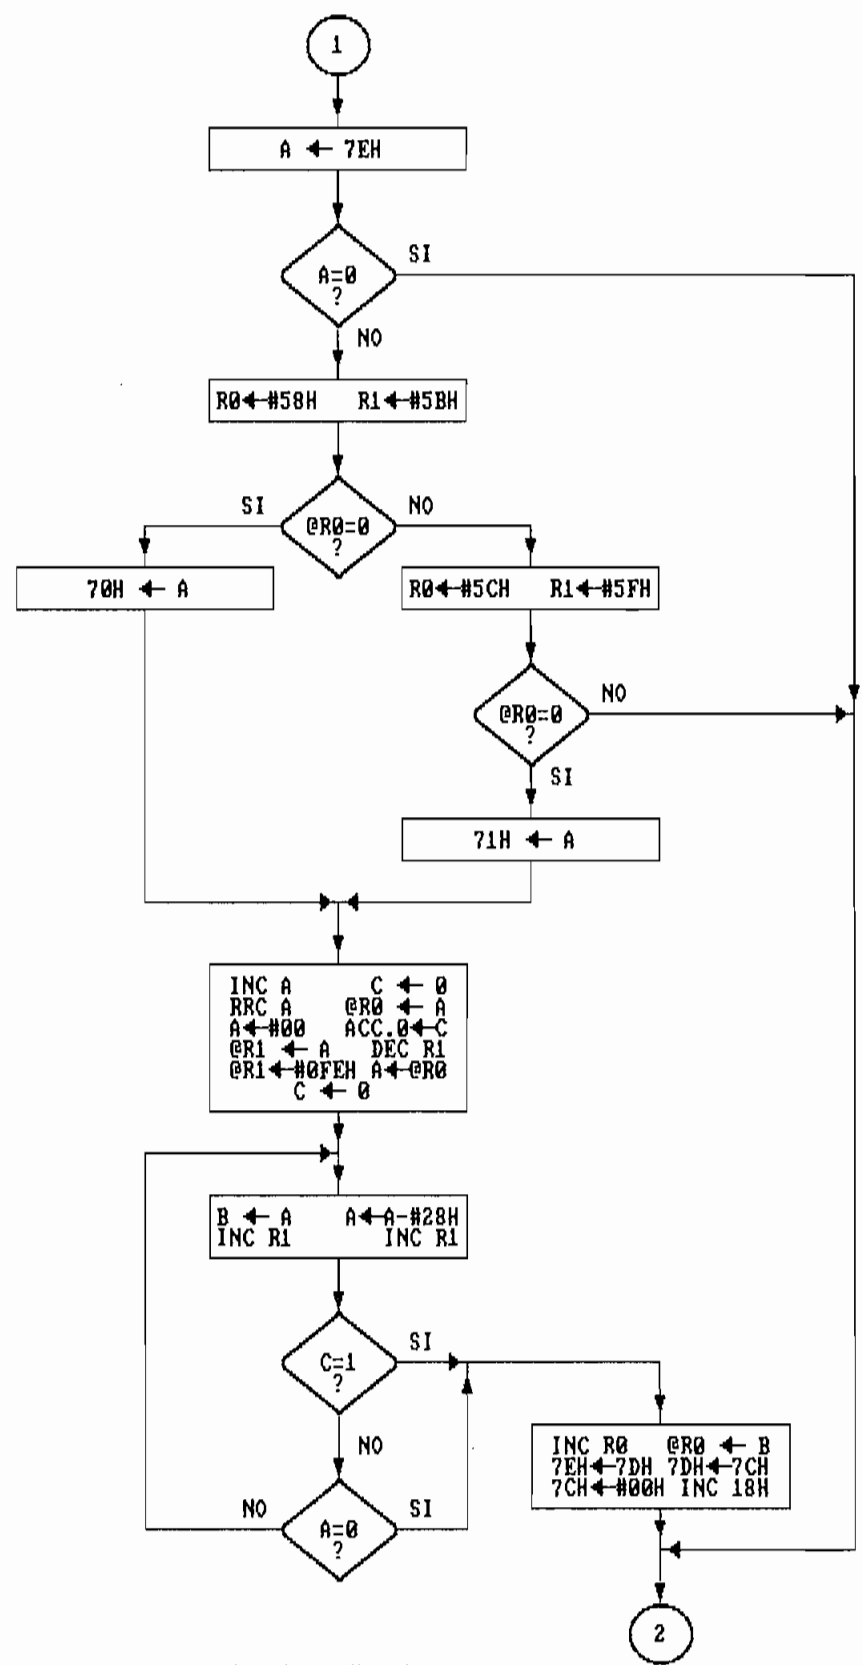 1
A ← 7EH
SI
A=0
?
NO
R0←#58H R1←#5BH
SI
NO
@R0=0
?
70H ← A
R0←#5CH R1←#5FH
NO
@R0=0
?
SI
71H ← A
INC A C ← 0
RRC A @R0 ← A
A←#00 ACC.0←C
@R1 ← A DEC R1
@R1←#0FEH A←@R0
C ← 0
B ← A A←A-#28H
INC R1 INC R1
SI
C=1
?
NO
INC R0 @R0 ← B
7EH←7DH 7DH←7CH
7CH←#00H INC 18H
NO
SI
A=0
?
2